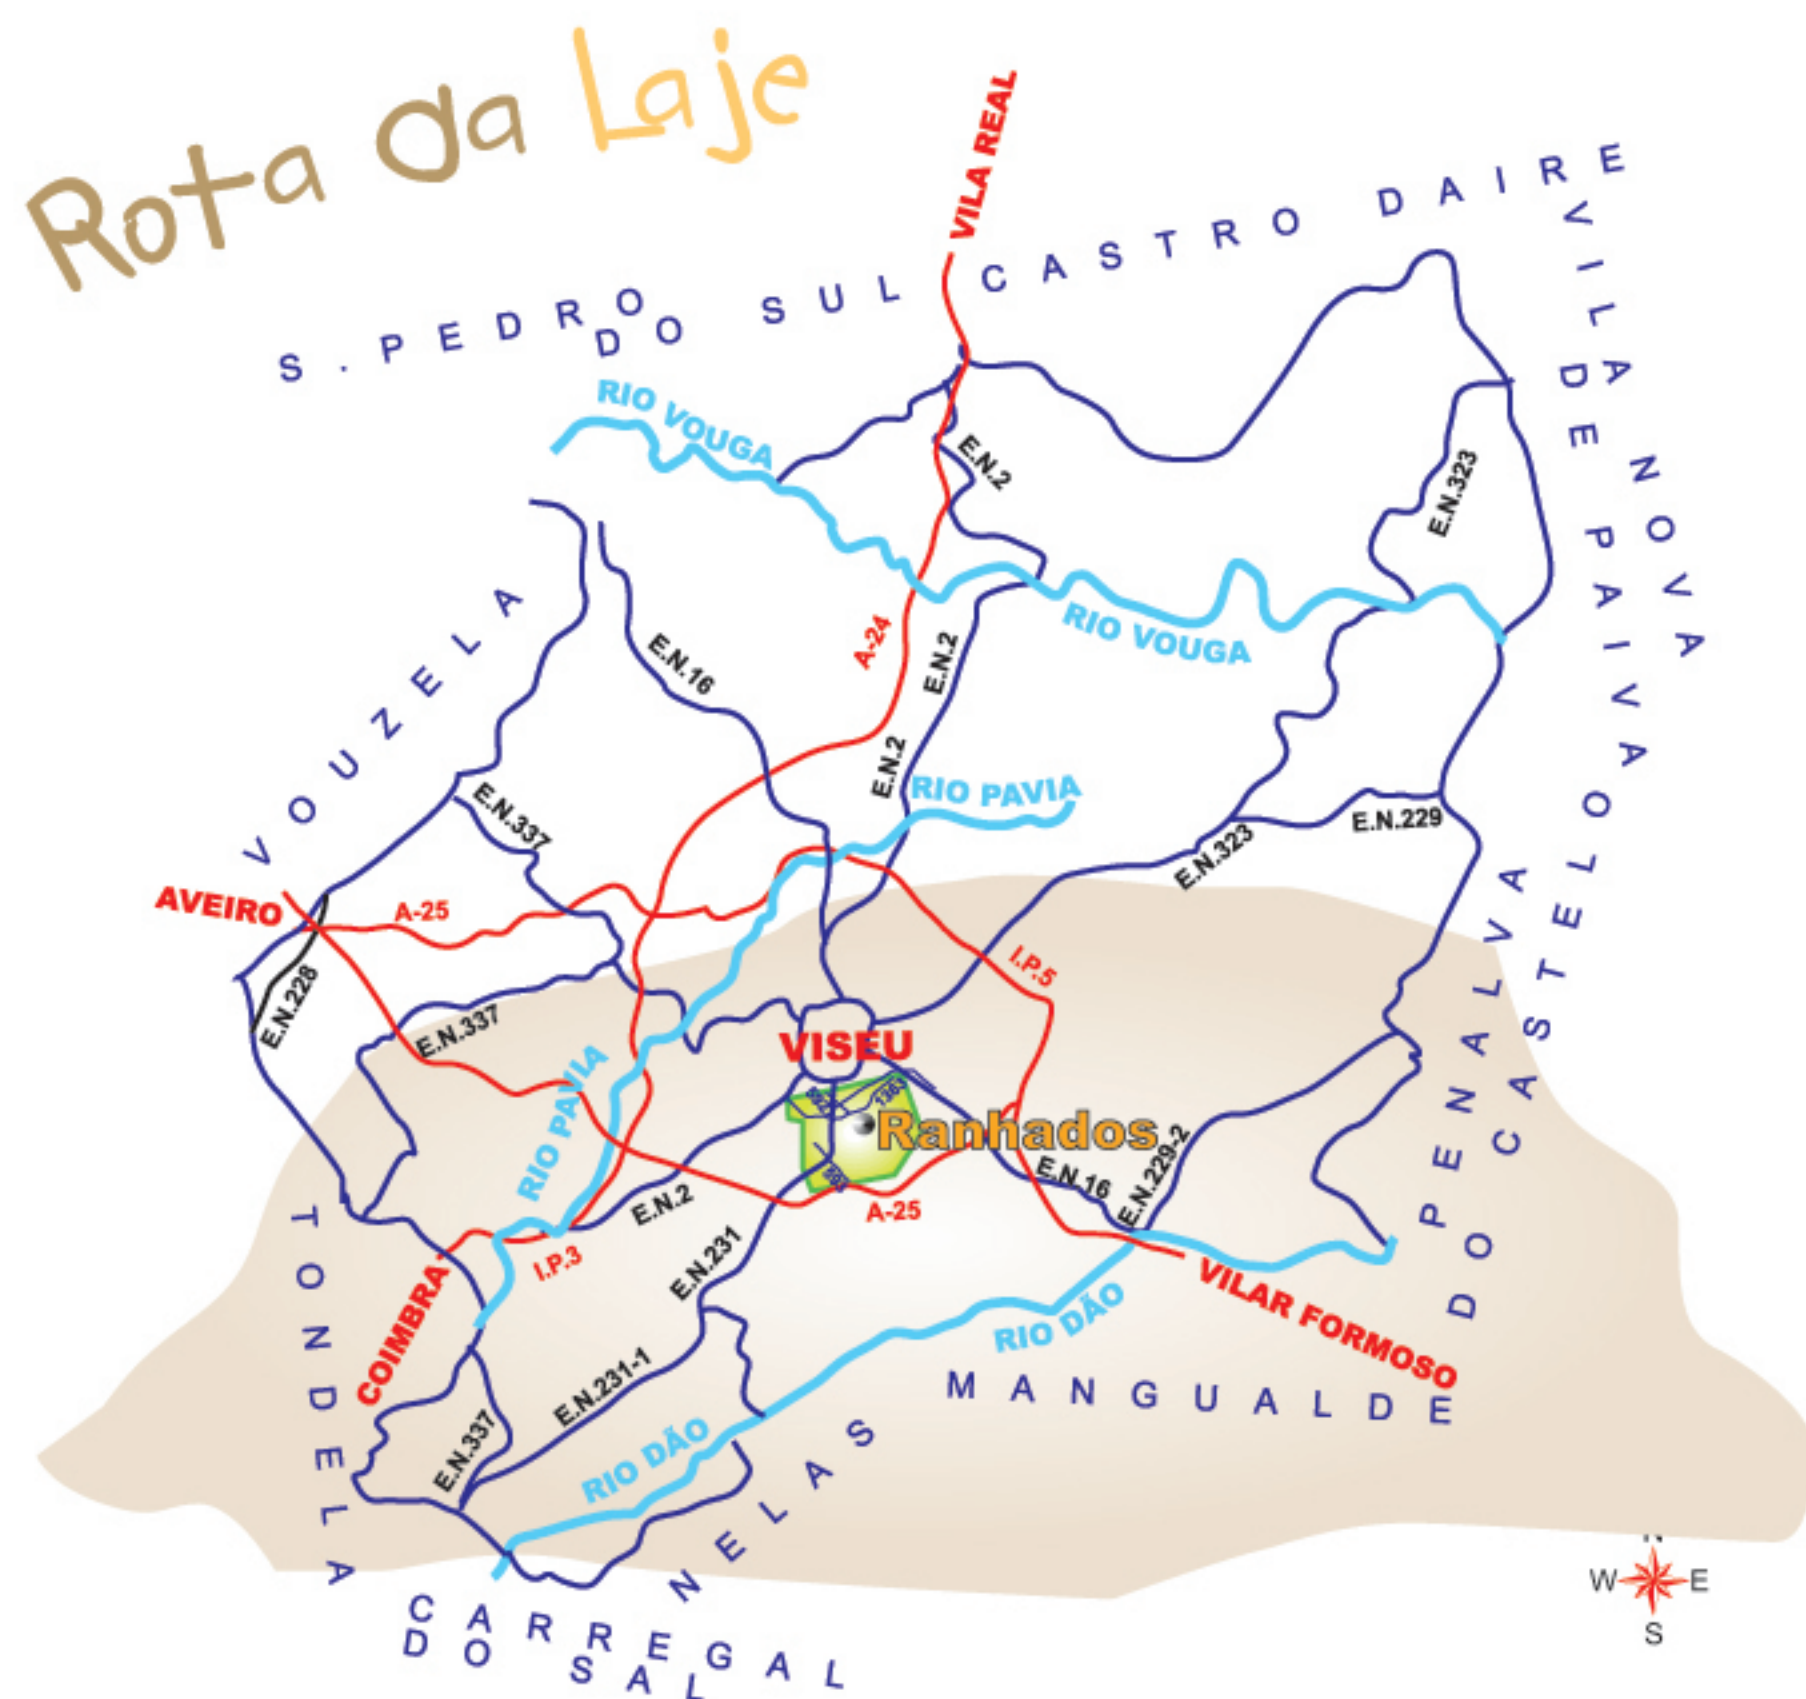 Rota da Laje
VILA REAL
S. PEDRO DO SUL
CASTRO DAIRE
VILA NOVA DE PAIVA
RIO VOUGA
E.N.2
E.N.323
VOUZELA
E.N.16
A-24
E.N.2
RIO VOUGA
E.N.2
RIO PAVIA
E.N.337
E.N.323
E.N.229
PENALVA DO CASTELO
AVEIRO
A-25
I.P.5
E.N.228
E.N.337
VISEU
RIO PAVIA
1363
Ranhados
E.N.2
A-25
E.N.16
E.N.229-2
TONDELA
I.P.3
E.N.231
COIMBRA
VILAR FORMOSO
RIO DÃO
E.N.231-1
MANGUALDE
E.N.337
RIO DÃO
NELAS
CARREGAL DO SAL
N
W E
S